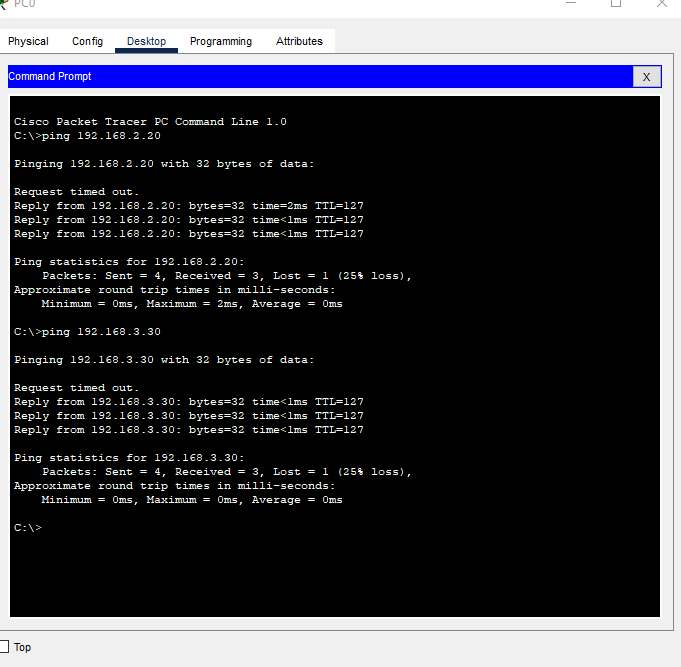 PC0
Physical Config Desktop Programming Attributes
Command Prompt X
Cisco Packet Tracer PC Command Line 1.0
C:\>ping 192.168.2.20
Pinging 192.168.2.20 with 32 bytes of data:
Request timed out.
Reply from 192.168.2.20: bytes=32 time=2ms TTL=127
Reply from 192.168.2.20: bytes=32 time<1ms TTL=127
Reply from 192.168.2.20: bytes=32 time<1ms TTL=127
Ping statistics for 192.168.2.20:
Packets: Sent = 4, Received = 3, Lost = 1 (25% loss),
Approximate round trip times in milli-seconds:
Minimum = 0ms, Maximum = 2ms, Average = 0ms
C:\>ping 192.168.3.30
Pinging 192.168.3.30 with 32 bytes of data:
Request timed out.
Reply from 192.168.3.30: bytes=32 time<1ms TTL=127
Reply from 192.168.3.30: bytes=32 time<1ms TTL=127
Reply from 192.168.3.30: bytes=32 time<1ms TTL=127
Ping statistics for 192.168.3.30:
Packets: Sent = 4, Received = 3, Lost = 1 (25% loss),
Approximate round trip times in milli-seconds:
Minimum = 0ms, Maximum = 0ms, Average = 0ms
C:\>
Top